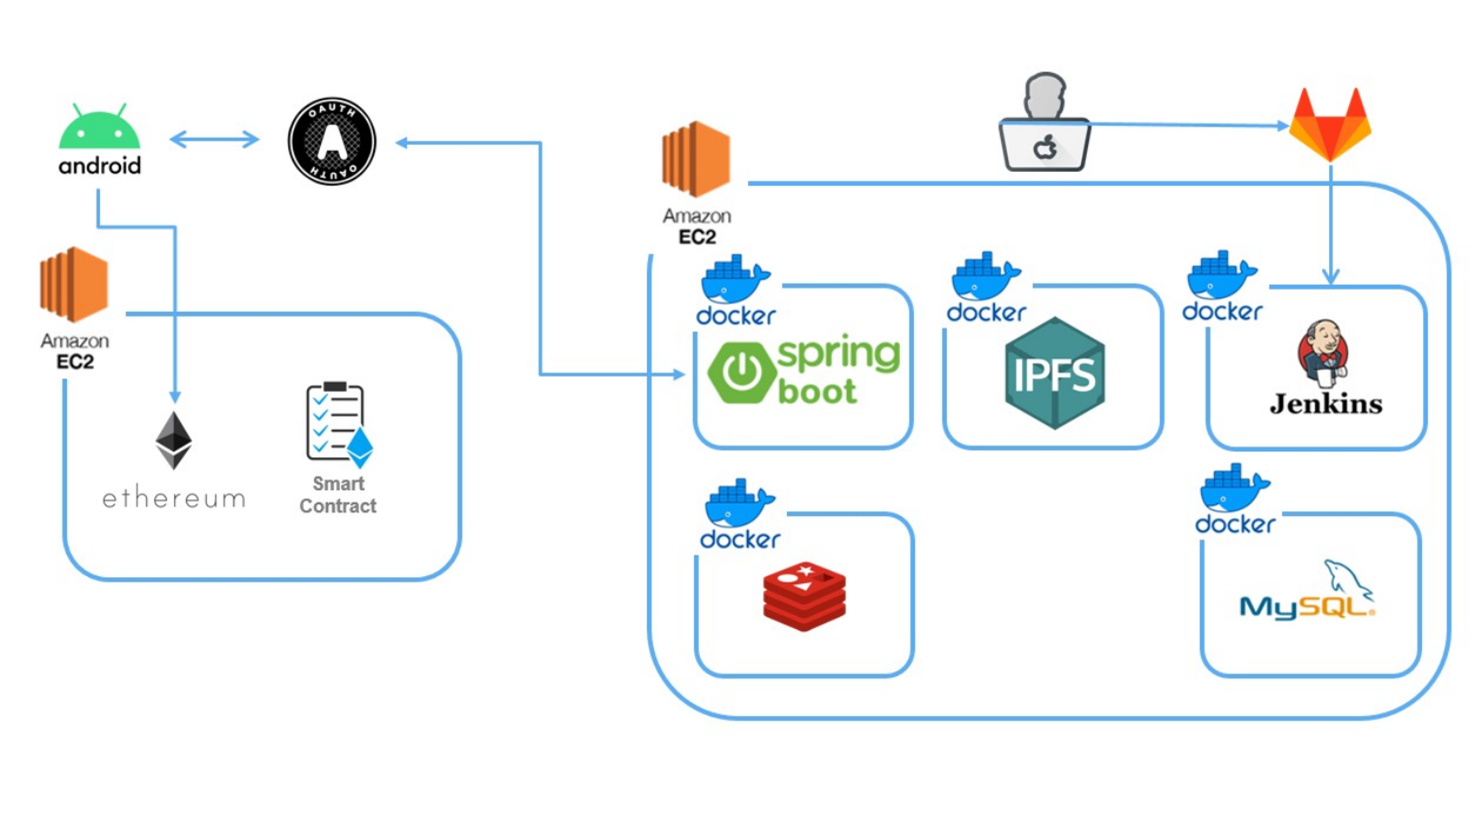 android
OAUTH
A
OAUTH
Amazon
EC2
Amazon
EC2
ethereum
Smart
Contract
docker
spring
boot
docker
IPFS
docker
Jenkins
docker
docker
MySQL